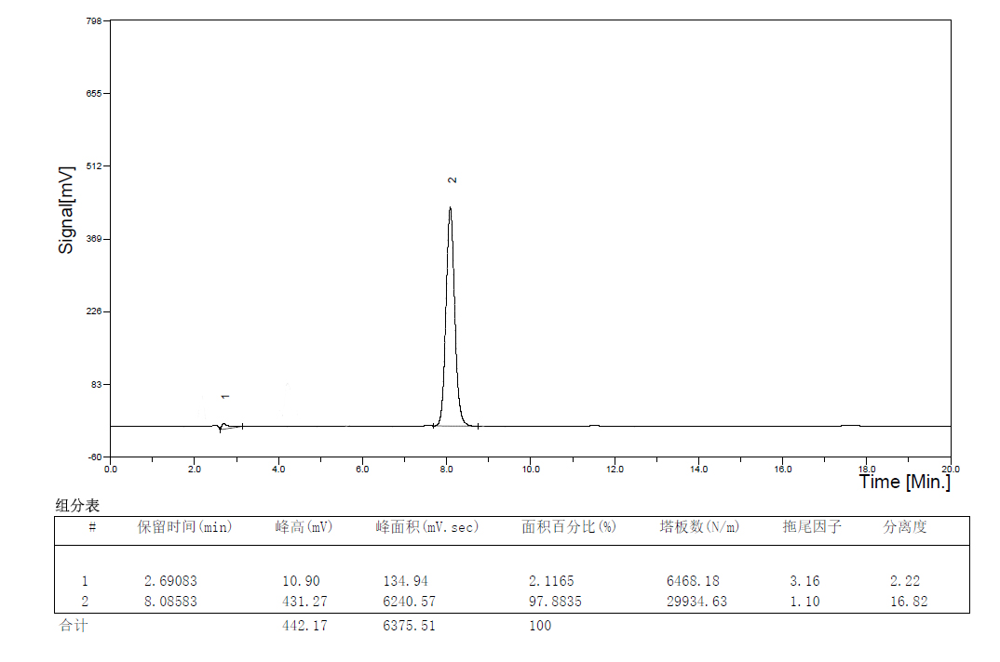 798
655
512
369
226
83
-60
Signal[mV]
1
2
0.0 2.0 4.0 6.0 8.0 10.0 12.0 14.0 16.0 18.0 20.0
Time [Min.]
组分表
# 保留时间(min) 峰高(mV) 峰面积(mV.sec) 面积百分比(%) 塔板数(N/m) 拖尾因子 分离度
1 2.69083 10.90 134.94 2.1165 6468.18 3.16 2.22
2 8.08583 431.27 6240.57 97.8835 29934.63 1.10 16.82
合计 442.17 6375.51 100